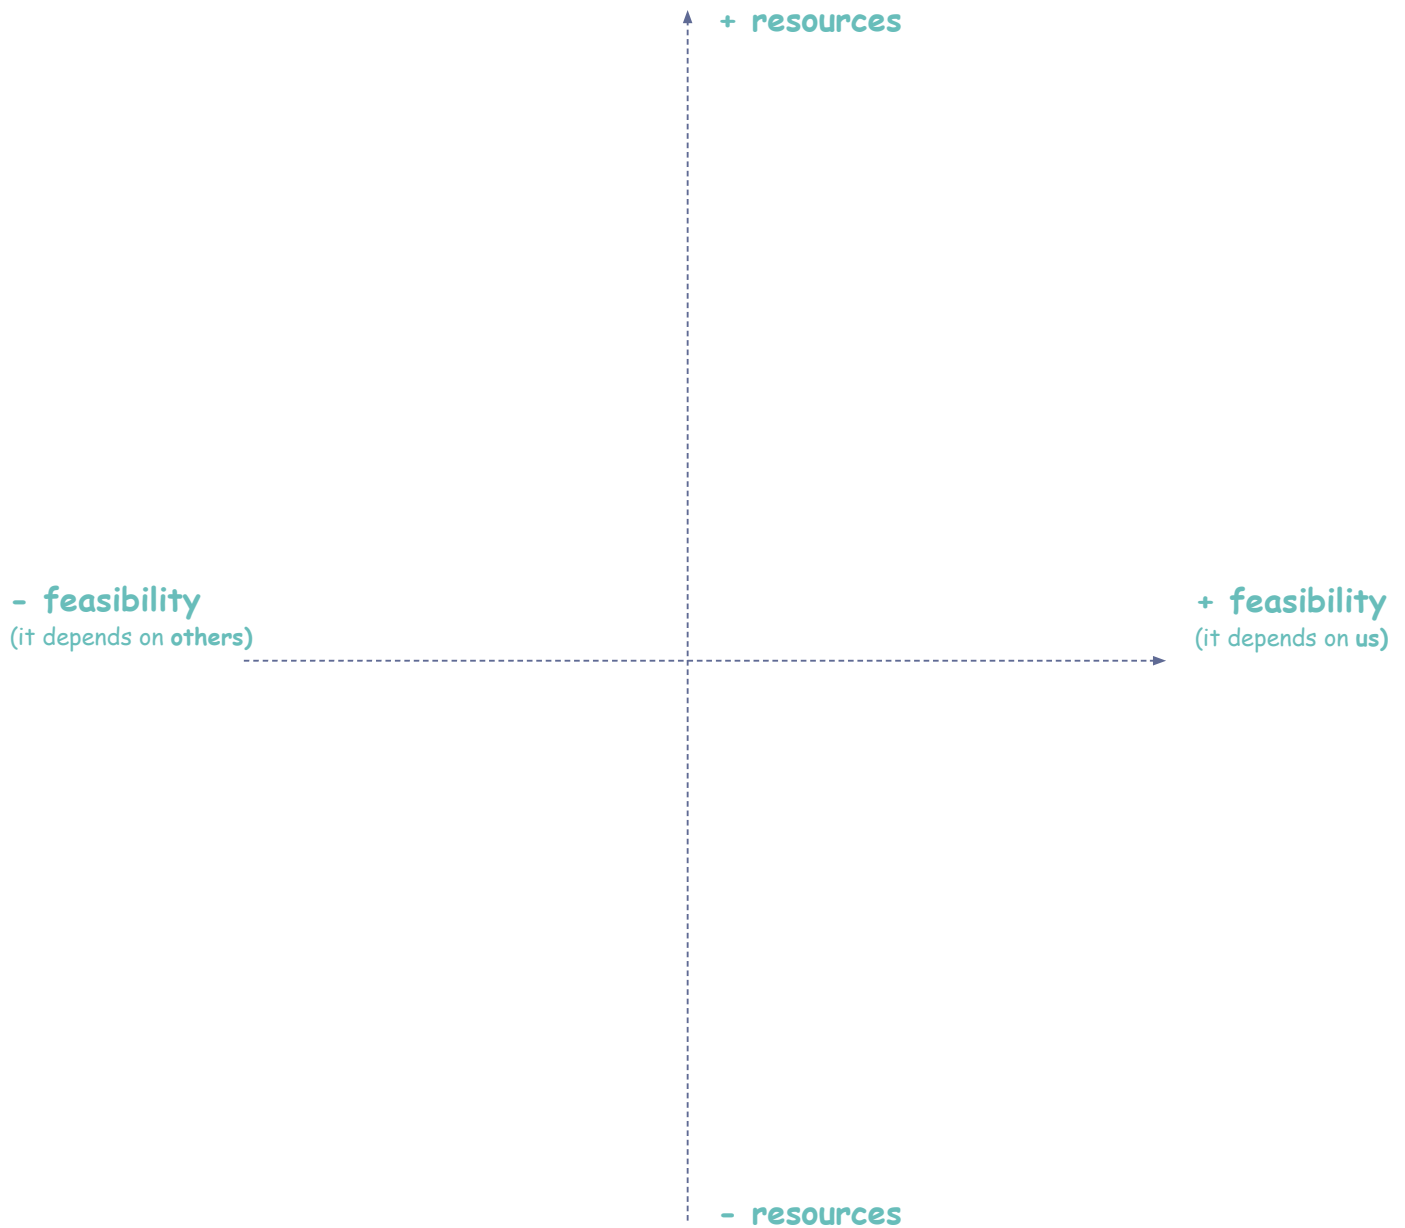 + resources
- feasibility
(it depends on others)
+ feasibility
(it depends on us)
- resources